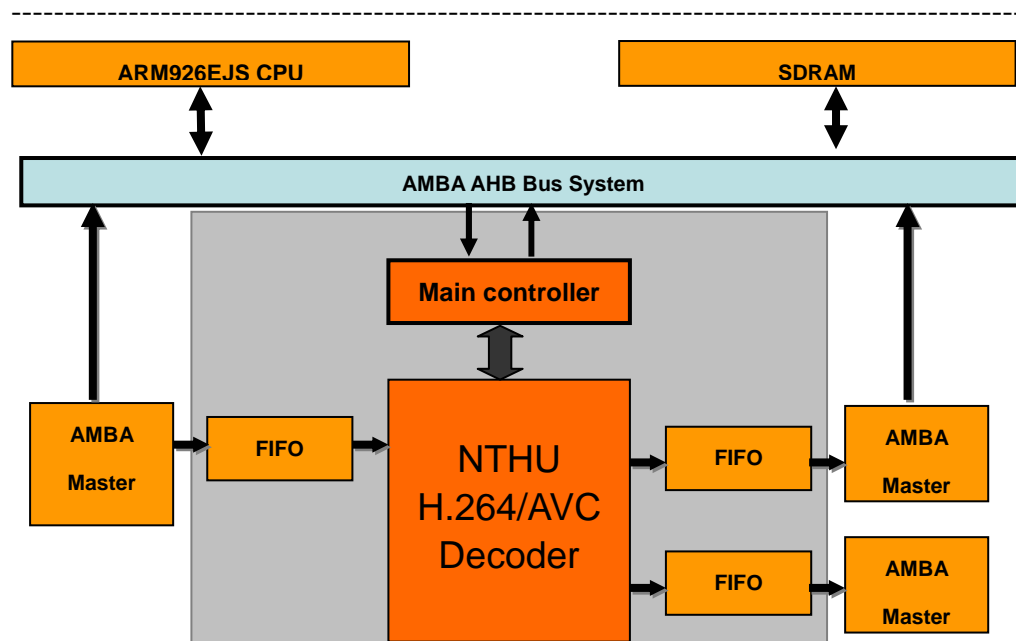 ARM926EJS CPU
SDRAM
AMBA AHB Bus System
Main controller
AMBA
Master
FIFO
NTHU
H.264/AVC
Decoder
FIFO
AMBA
Master
FIFO
AMBA
Master